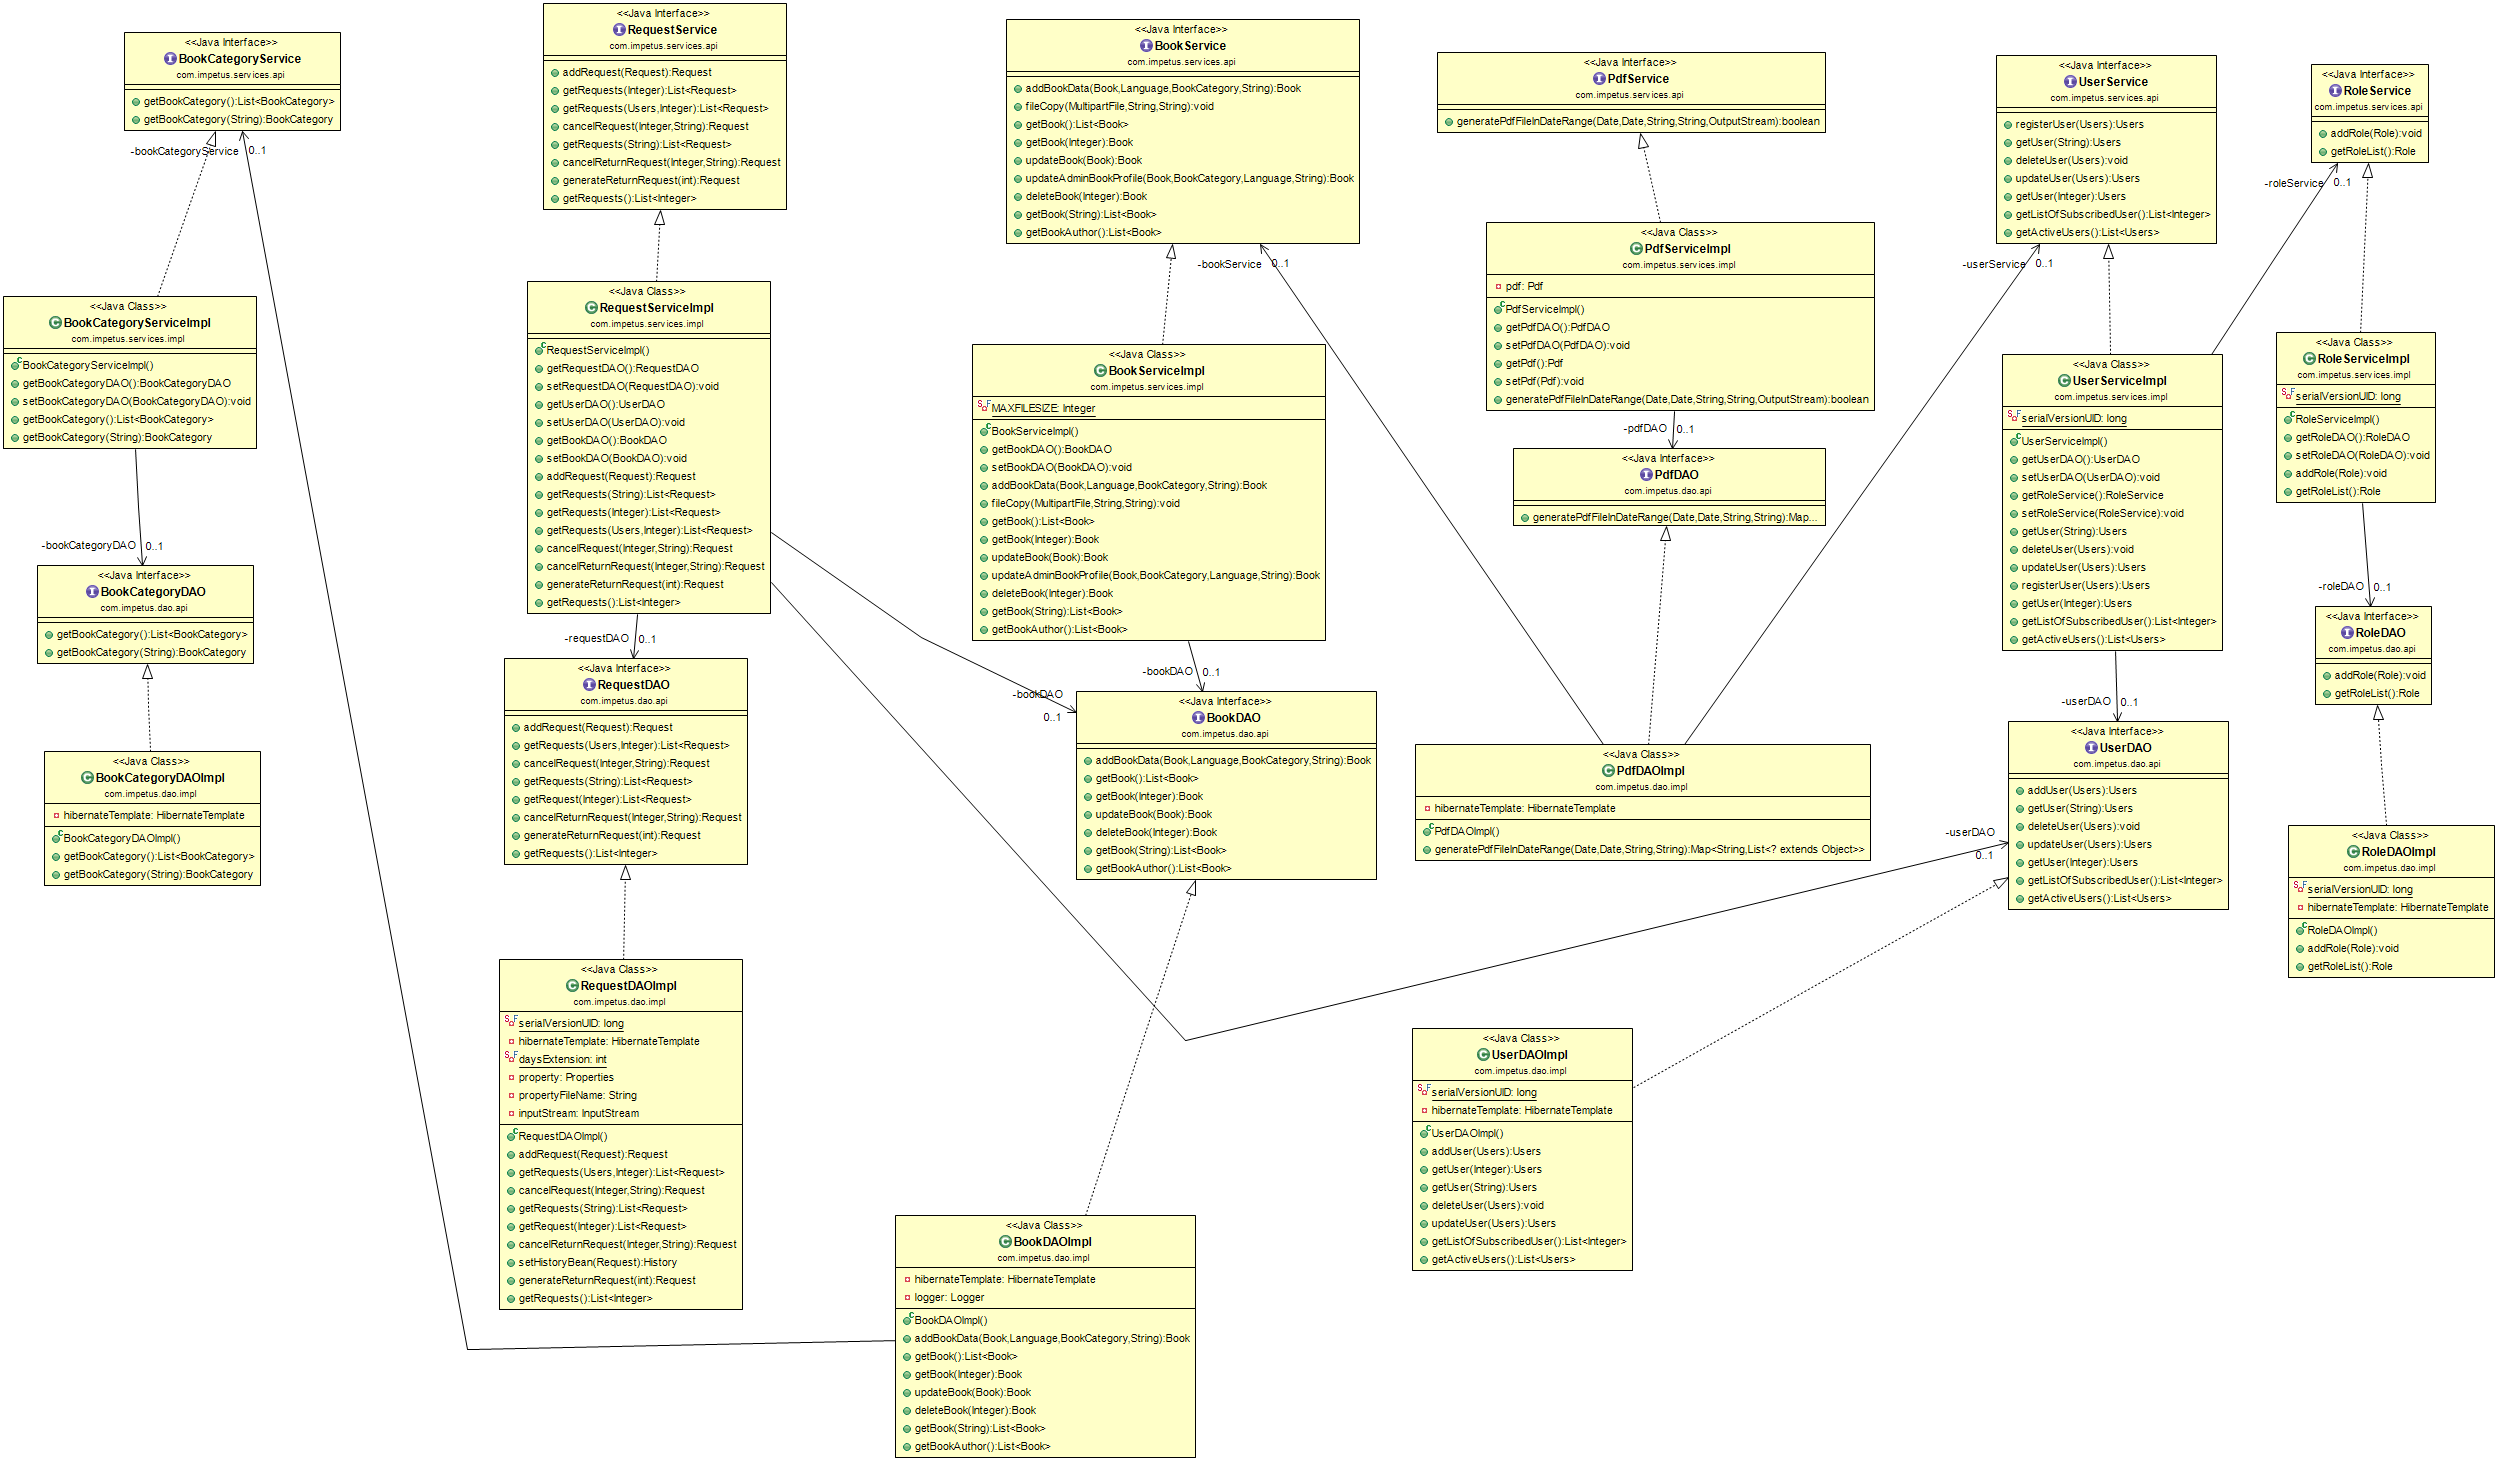 <<Java Interface>>
BookCategoryService
com.impetus.services.api
getBookCategory():List<BookCategory>
getBookCategory(String):BookCategory
-bookCategoryService 0..1
<<Java Class>>
BookCategoryServiceImpl
com.impetus.services.impl
BookCategoryServiceImpl()
getBookCategoryDAO():BookCategoryDAO
setBookCategoryDAO(BookCategoryDAO):void
getBookCategory():List<BookCategory>
getBookCategory(String):BookCategory
-bookCategoryDAO 0..1
<<Java Interface>>
BookCategoryDAO
com.impetus.dao.api
getBookCategory():List<BookCategory>
getBookCategory(String):BookCategory
<<Java Class>>
BookCategoryDAOImpl
com.impetus.dao.impl
hibernateTemplate: HibernateTemplate
BookCategoryDAOImpl()
getBookCategory():List<BookCategory>
getBookCategory(String):BookCategory
<<Java Interface>>
RequestService
com.impetus.services.api
addRequest(Request):Request
getRequests(Integer):List<Request>
getRequests(Users,Integer):List<Request>
cancelRequest(Integer,String):Request
getRequests(String):List<Request>
cancelReturnRequest(Integer,String):Request
generateReturnRequest(int):Request
getRequests():List<Integer>
<<Java Class>>
RequestServiceImpl
com.impetus.services.impl
RequestServiceImpl()
getRequestDAO():RequestDAO
setRequestDAO(RequestDAO):void
getUserDAO():UserDAO
setUserDAO(UserDAO):void
getBookDAO():BookDAO
setBookDAO(BookDAO):void
addRequest(Request):Request
getRequests(String):List<Request>
getRequests(Integer):List<Request>
getRequests(Users,Integer):List<Request>
cancelRequest(Integer,String):Request
cancelReturnRequest(Integer,String):Request
generateReturnRequest(int):Request
getRequests():List<Integer>
-requestDAO 0..1
<<Java Interface>>
RequestDAO
com.impetus.dao.api
addRequest(Request):Request
getRequests(Users,Integer):List<Request>
cancelRequest(Integer,String):Request
getRequests(String):List<Request>
getRequest(Integer):List<Request>
cancelReturnRequest(Integer,String):Request
generateReturnRequest(int):Request
getRequests():List<Integer>
<<Java Class>>
RequestDAOImpl
com.impetus.dao.impl
serialVersionUID: long
hibernateTemplate: HibernateTemplate
daysExtension: int
property: Properties
propertyFileName: String
inputStream: InputStream
RequestDAOImpl()
addRequest(Request):Request
getRequests(Users,Integer):List<Request>
cancelRequest(Integer,String):Request
getRequests(String):List<Request>
getRequest(Integer):List<Request>
cancelReturnRequest(Integer,String):Request
setHistoryBean(Request):History
generateReturnRequest(int):Request
getRequests():List<Integer>
<<Java Interface>>
BookService
com.impetus.services.api
addBookData(Book,Language,BookCategory,String):Book
fileCopy(MultipartFile,String,String):void
getBook():List<Book>
getBook(Integer):Book
updateBook(Book):Book
updateAdminBookProfile(Book,BookCategory,Language,String):Book
deleteBook(Integer):Book
getBook(String):List<Book>
getBookAuthor():List<Book>
-bookService 0..1
<<Java Class>>
BookServiceImpl
com.impetus.services.impl
MAXFILESIZE: Integer
BookServiceImpl()
getBookDAO():BookDAO
setBookDAO(BookDAO):void
addBookData(Book,Language,BookCategory,String):Book
fileCopy(MultipartFile,String,String):void
getBook():List<Book>
getBook(Integer):Book
updateBook(Book):Book
updateAdminBookProfile(Book,BookCategory,Language,String):Book
deleteBook(Integer):Book
getBook(String):List<Book>
getBookAuthor():List<Book>
-bookDAO 0..1
-bookDAO
0..1
<<Java Interface>>
BookDAO
com.impetus.dao.api
addBookData(Book,Language,BookCategory,String):Book
getBook():List<Book>
getBook(Integer):Book
updateBook(Book):Book
deleteBook(Integer):Book
getBook(String):List<Book>
getBookAuthor():List<Book>
<<Java Class>>
BookDAOImpl
com.impetus.dao.impl
hibernateTemplate: HibernateTemplate
logger: Logger
BookDAOImpl()
addBookData(Book,Language,BookCategory,String):Book
getBook():List<Book>
getBook(Integer):Book
updateBook(Book):Book
deleteBook(Integer):Book
getBook(String):List<Book>
getBookAuthor():List<Book>
<<Java Interface>>
PdfService
com.impetus.services.api
generatePdfFileInDateRange(Date,Date,String,String,OutputStream):boolean
<<Java Class>>
PdfServiceImpl
com.impetus.services.impl
pdf: Pdf
PdfServiceImpl()
getPdfDAO():PdfDAO
setPdfDAO(PdfDAO):void
getPdf():Pdf
setPdf(Pdf):void
generatePdfFileInDateRange(Date,Date,String,String,OutputStream):boolean
-pdfDAO 0..1
<<Java Interface>>
PdfDAO
com.impetus.dao.api
generatePdfFileInDateRange(Date,Date,String,String):Map...
<<Java Class>>
PdfDAOImpl
com.impetus.dao.impl
hibernateTemplate: HibernateTemplate
PdfDAOImpl()
generatePdfFileInDateRange(Date,Date,String,String):Map<String,List<? extends Object>>
<<Java Class>>
UserDAOImpl
com.impetus.dao.impl
serialVersionUID: long
hibernateTemplate: HibernateTemplate
UserDAOImpl()
addUser(Users):Users
getUser(Integer):Users
getUser(String):Users
deleteUser(Users):void
updateUser(Users):Users
getListOfSubscribedUser():List<Integer>
getActiveUsers():List<Users>
<<Java Interface>>
UserService
com.impetus.services.api
registerUser(Users):Users
getUser(String):Users
deleteUser(Users):void
updateUser(Users):Users
getUser(Integer):Users
getListOfSubscribedUser():List<Integer>
getActiveUsers():List<Users>
-userService 0..1
<<Java Class>>
UserServiceImpl
com.impetus.services.impl
serialVersionUID: long
UserServiceImpl()
getUserDAO():UserDAO
setUserDAO(UserDAO):void
getRoleService():RoleService
setRoleService(RoleService):void
getUser(String):Users
deleteUser(Users):void
updateUser(Users):Users
registerUser(Users):Users
getUser(Integer):Users
getListOfSubscribedUser():List<Integer>
getActiveUsers():List<Users>
-userDAO 0..1
<<Java Interface>>
UserDAO
com.impetus.dao.api
addUser(Users):Users
getUser(String):Users
deleteUser(Users):void
updateUser(Users):Users
getUser(Integer):Users
getListOfSubscribedUser():List<Integer>
getActiveUsers():List<Users>
-userDAO
0..1
<<Java Interface>>
RoleService
com.impetus.services.api
addRole(Role):void
getRoleList():Role
-roleService 0..1
<<Java Class>>
RoleServiceImpl
com.impetus.services.impl
serialVersionUID: long
RoleServiceImpl()
getRoleDAO():RoleDAO
setRoleDAO(RoleDAO):void
addRole(Role):void
getRoleList():Role
-roleDAO 0..1
<<Java Interface>>
RoleDAO
com.impetus.dao.api
addRole(Role):void
getRoleList():Role
<<Java Class>>
RoleDAOImpl
com.impetus.dao.impl
serialVersionUID: long
hibernateTemplate: HibernateTemplate
RoleDAOImpl()
addRole(Role):void
getRoleList():Role